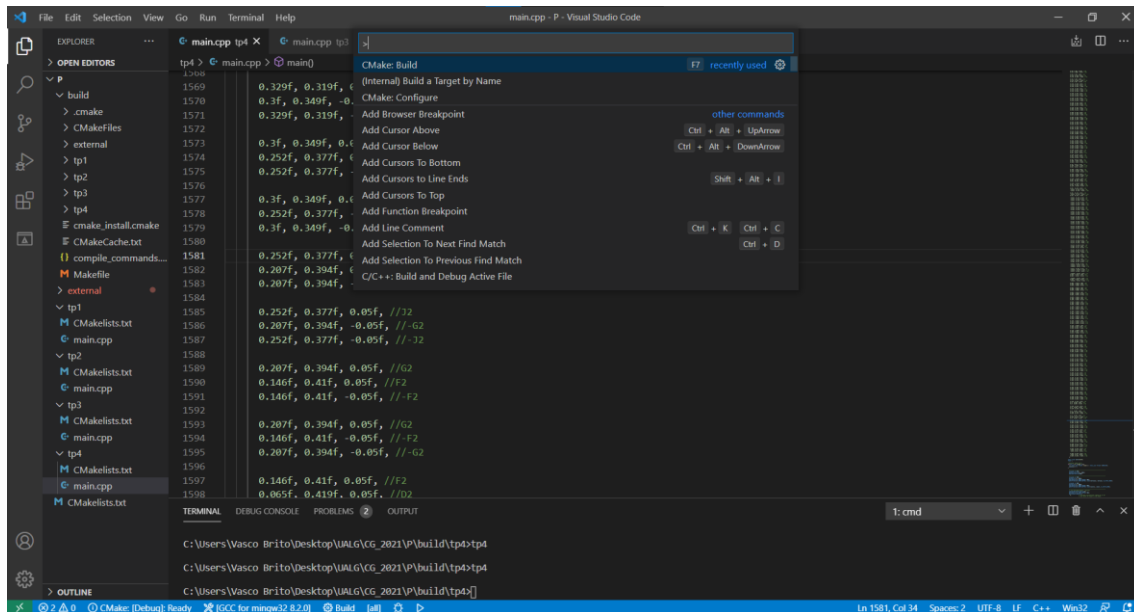 File Edit Selection View Go Run Terminal Help
main.cpp - P - Visual Studio Code
EXPLORER
main.cpp tp4
main.cpp tp3
>
OPEN EDITORS
tp4 > main.cpp > main()
P
build
.cmake
CMakeFiles
external
tp1
tp2
tp3
tp4
cmake_install.cmake
CMakeCache.txt
compile_commands....
Makefile
external
tp1
CMakelists.txt
main.cpp
tp2
CMakelists.txt
main.cpp
tp3
CMakelists.txt
main.cpp
tp4
CMakelists.txt
main.cpp
CMakelists.txt
OUTLINE
CMake: Build F7 recently used
(Internal) Build a Target by Name
CMake: Configure
Add Browser Breakpoint other commands
Add Cursor Above Ctrl + Alt + UpArrow
Add Cursor Below Ctrl + Alt + DownArrow
Add Cursors To Bottom
Add Cursors to Line Ends Shift + Alt + I
Add Cursors To Top
Add Function Breakpoint
Add Line Comment Ctrl + K Ctrl + C
Add Selection To Next Find Match Ctrl + D
Add Selection To Previous Find Match
C/C++: Build and Debug Active File
1568
1569 0.329f, 0.319f,
1570 0.3f, 0.349f, -0.
1571 0.329f, 0.319f,
1572
1573 0.3f, 0.349f, 0.
1574 0.252f, 0.377f,
1575 0.252f, 0.377f,
1576
1577 0.3f, 0.349f, 0.
1578 0.252f, 0.377f,
1579 0.3f, 0.349f, -0.
1580
1581 0.252f, 0.377f,
1582 0.207f, 0.394f,
1583 0.207f, 0.394f,
1584
1585 0.252f, 0.377f, 0.05f, //J2
1586 0.207f, 0.394f, -0.05f, //-G2
1587 0.252f, 0.377f, -0.05f, //-J2
1588
1589 0.207f, 0.394f, 0.05f, //G2
1590 0.146f, 0.41f, 0.05f, //F2
1591 0.146f, 0.41f, -0.05f, //-F2
1592
1593 0.207f, 0.394f, 0.05f, //G2
1594 0.146f, 0.41f, -0.05f, //-F2
1595 0.207f, 0.394f, -0.05f, //-G2
1596
1597 0.146f, 0.41f, 0.05f, //F2
1598 0.065f, 0.419f, 0.05f, //D2
TERMINAL DEBUG CONSOLE PROBLEMS 2 OUTPUT
1: cmd
C:\Users\Vasco Brito\Desktop\UALG\CG_2021\P\build\tp4>tp4
C:\Users\Vasco Brito\Desktop\UALG\CG_2021\P\build\tp4>tp4
C:\Users\Vasco Brito\Desktop\UALG\CG_2021\P\build\tp4>
2 0 CMake: [Debug]: Ready [GCC for mingw32 8.2.0] Build [all]
Ln 1581, Col 34 Spaces: 2 UTF-8 LF C++ Win32